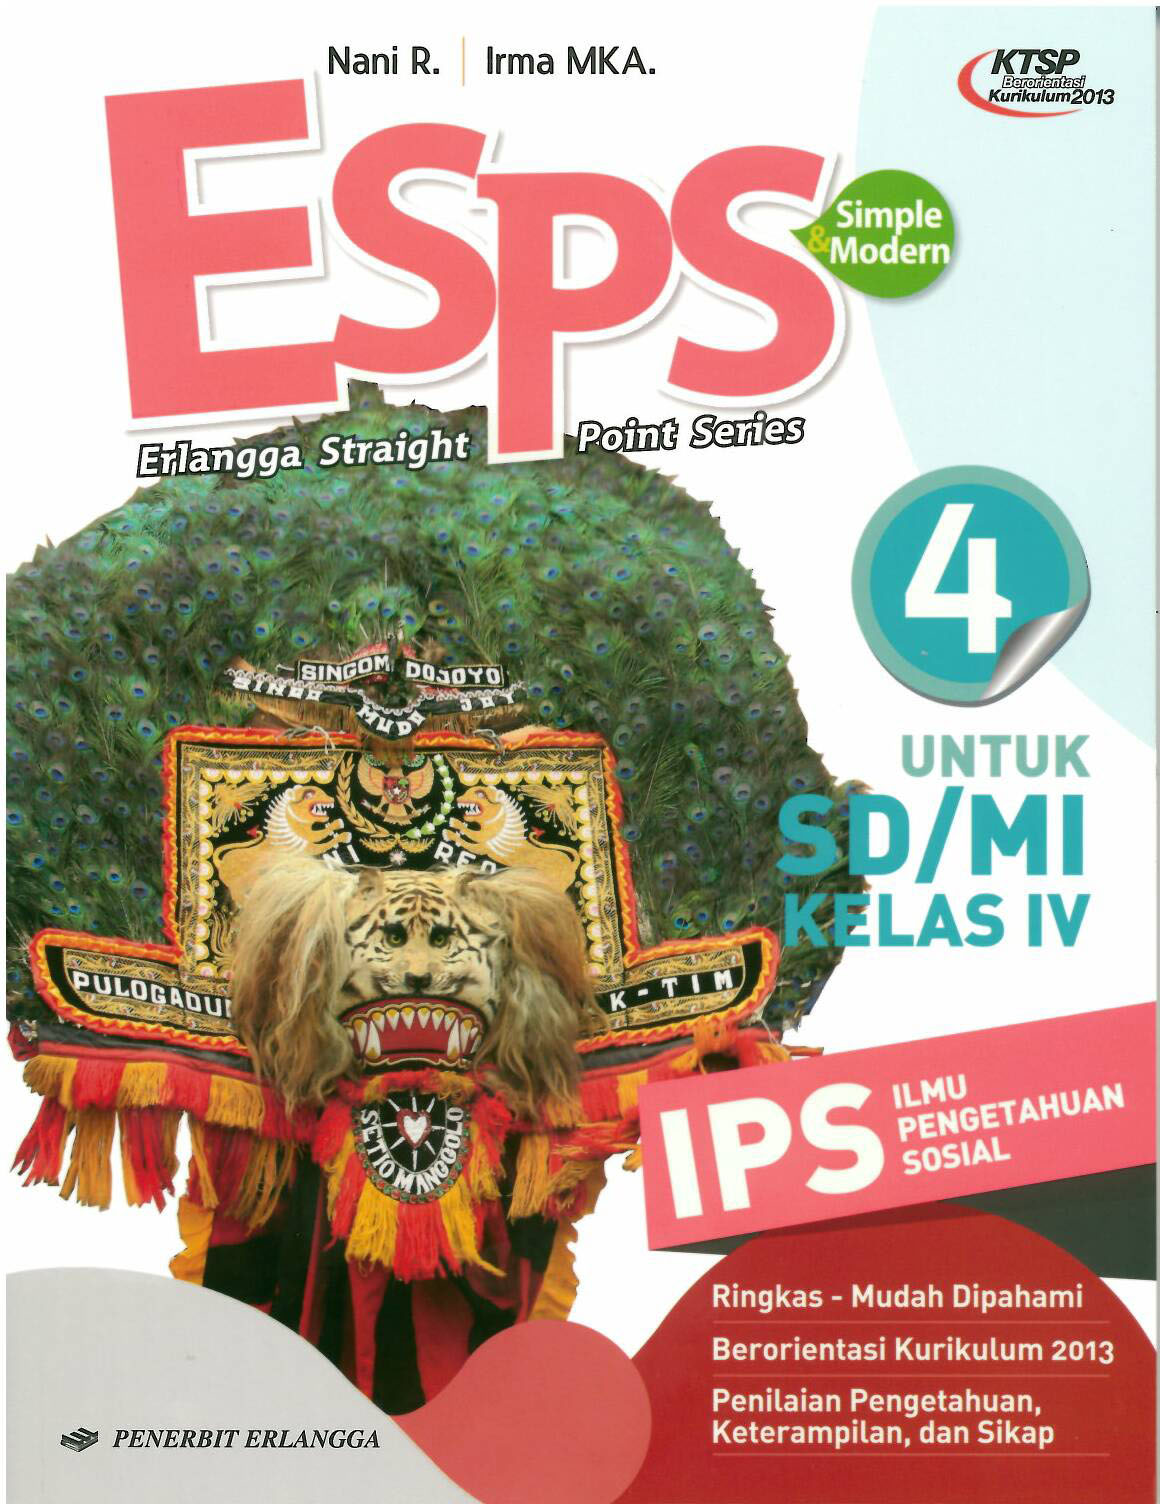 Nani R. | Irma MKA.
KTSP
Berorientasi
Kurikulum2013
ESPS
Simple
&Modern
Erlangga Straight Point Series
4
UNTUK
SD/MI
KELAS IV
SINGOM DOJOYO
MUDO
PULOGADU
K-TIM
SETIO MANGGOLO
IPS
ILMU
PENGETAHUAN
SOSIAL
Ringkas - Mudah Dipahami
Berorientasi Kurikulum 2013
Penilaian Pengetahuan,
Keterampilan, dan Sikap
PENERBIT ERLANGGA